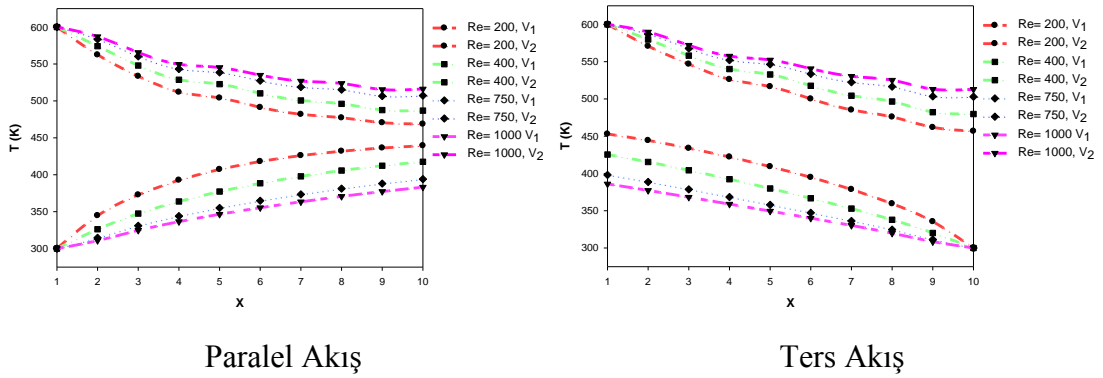 600
550
500
450
400
350
300
T (K)
1 2 3 4 5 6 7 8 9 10
X
Re= 200, V1
Re= 200, V2
Re= 400, V1
Re= 400, V2
Re= 750, V1
Re= 750, V2
Re= 1000 V1
Re= 1000, V2
Paralel Akış
600
550
500
450
400
350
300
T (K)
1 2 3 4 5 6 7 8 9 10
X
Re= 200, V1
Re= 200, V2
Re= 400, V1
Re= 400, V2
Re= 750, V1
Re= 750, V2
Re= 1000 V1
Re= 1000, V2
Ters Akış